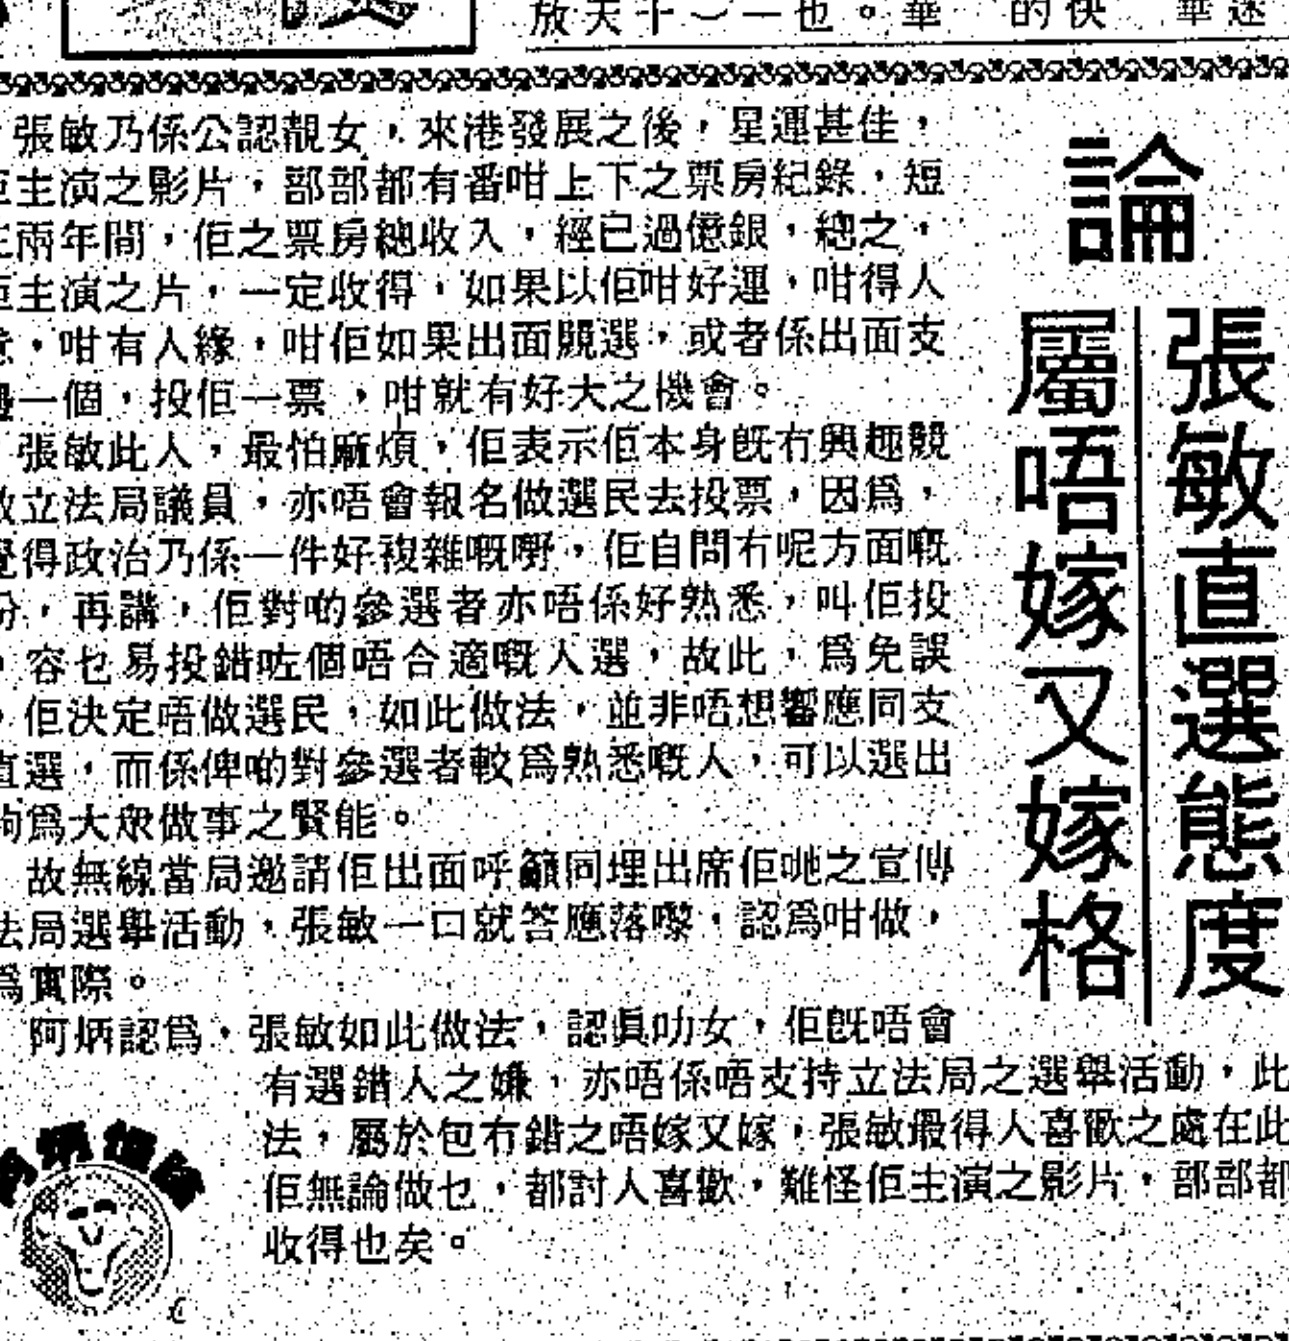 放天十㇏一也。華 的快 華迷
論
張敏直選態度
屬唔嫁又嫁格
張敏乃係公認靚女，來港發展之後，星運甚佳，
佢主演之影片，部部都有番咁上下之票房紀錄，短
兩年間，佢之票房總收入，經已過億銀，總之，
佢主演之片，一定收得，如果以佢咁好運，咁得人
，咁有人緣，咁佢如果出面競選，或者係出面支
邊一個，投佢一票，咁就有好大之機會。
張敏此人，最怕麻煩，佢表示佢本身既冇興趣競
立法局議員，亦唔會報名做選民去投票，因為，
覺得政治乃係一件好複雜嘅嘢，佢自問冇呢方面嘅
份，再講，佢對啲參選者亦唔係好熟悉，叫佢投
，容乜易投錯咗個唔合適嘅人選，故此，為免誤
，佢決定唔做選民，如此做法，並非唔想響應同支
直選，而係俾啲對參選者較為熟悉嘅人，可以選出
夠為大眾做事之賢能。
故無線當局邀請佢出面呼籲同埋出席佢哋之宣傳
法局選舉活動，張敏一口就答應落嚟，認為咁做，
為實際。
阿炳認為，張敏如此做法，認真叻女，佢既唔會
有選錯人之嫌，亦唔係唔支持立法局之選舉活動，此
法，屬於包冇錯之唔嫁又嫁，張敏最得人喜歡之處在此
佢無論做乜，都討人喜歡，難怪佢主演之影片，部部都
收得也矣。